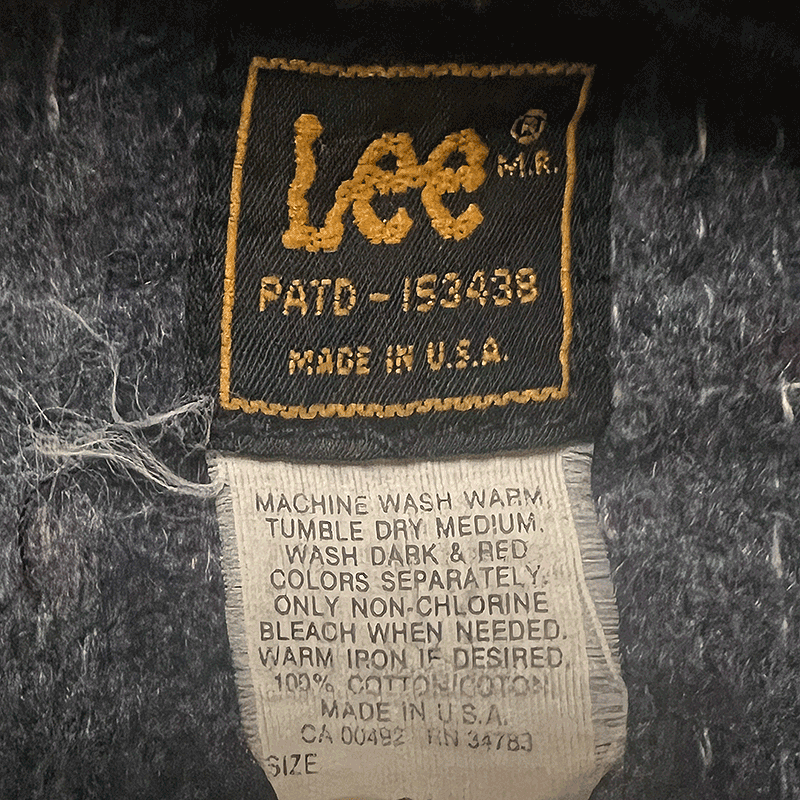 Lee®
M.R.
PATD-153438
MADE IN U.S.A.
MACHINE WASH WARM.
TUMBLE DRY MEDIUM.
WASH DARK & RED
COLORS SEPARATELY.
ONLY NON-CHLORINE
BLEACH WHEN NEEDED.
WARM IRON IF DESIRED.
100% COTTON/COTON
MADE IN U.S.A.
CA 00492 RN 34783
SIZE